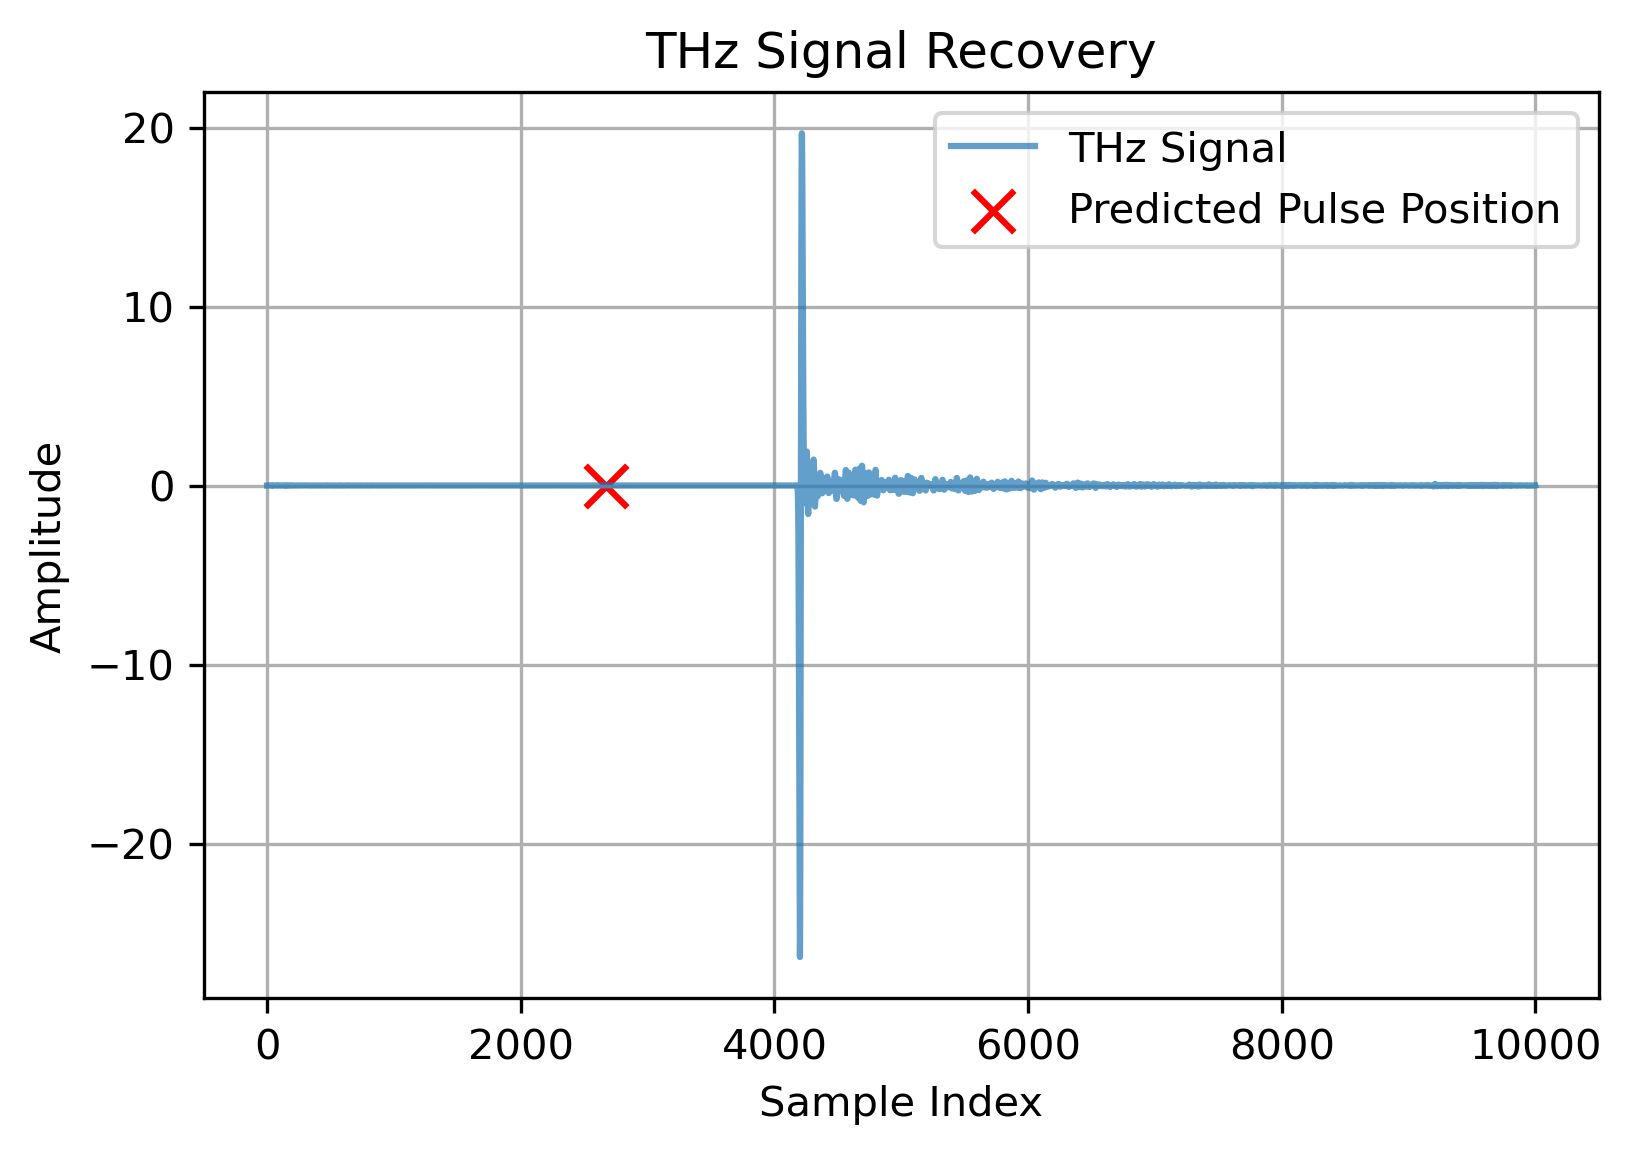 THz Signal Recovery
THz Signal
Predicted Pulse Position
20
10
0
−10
−20
Amplitude
0 2000 4000 6000 8000 10000
Sample Index